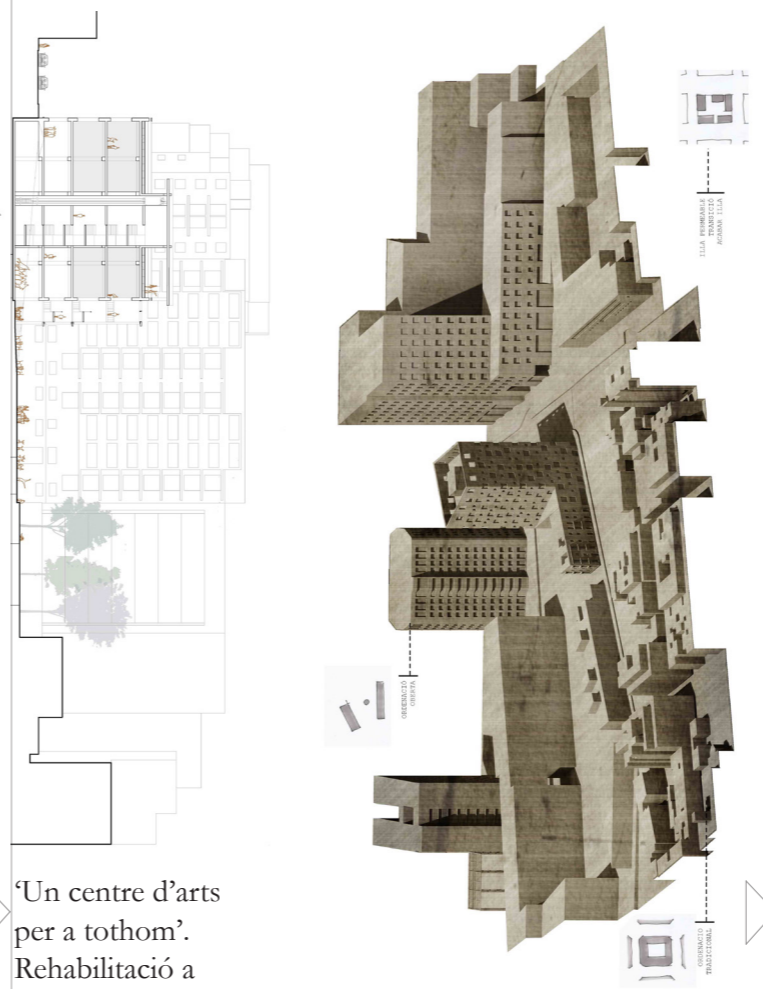 ILLA PERMEABLE
TRANSICIÓ
ACABAR ILLA
ORDENACIÓ
OBERTA
ORDENACIÓ
TRADICIONAL
‘Un centre d’arts
per a tothom’.
Rehabilitació a